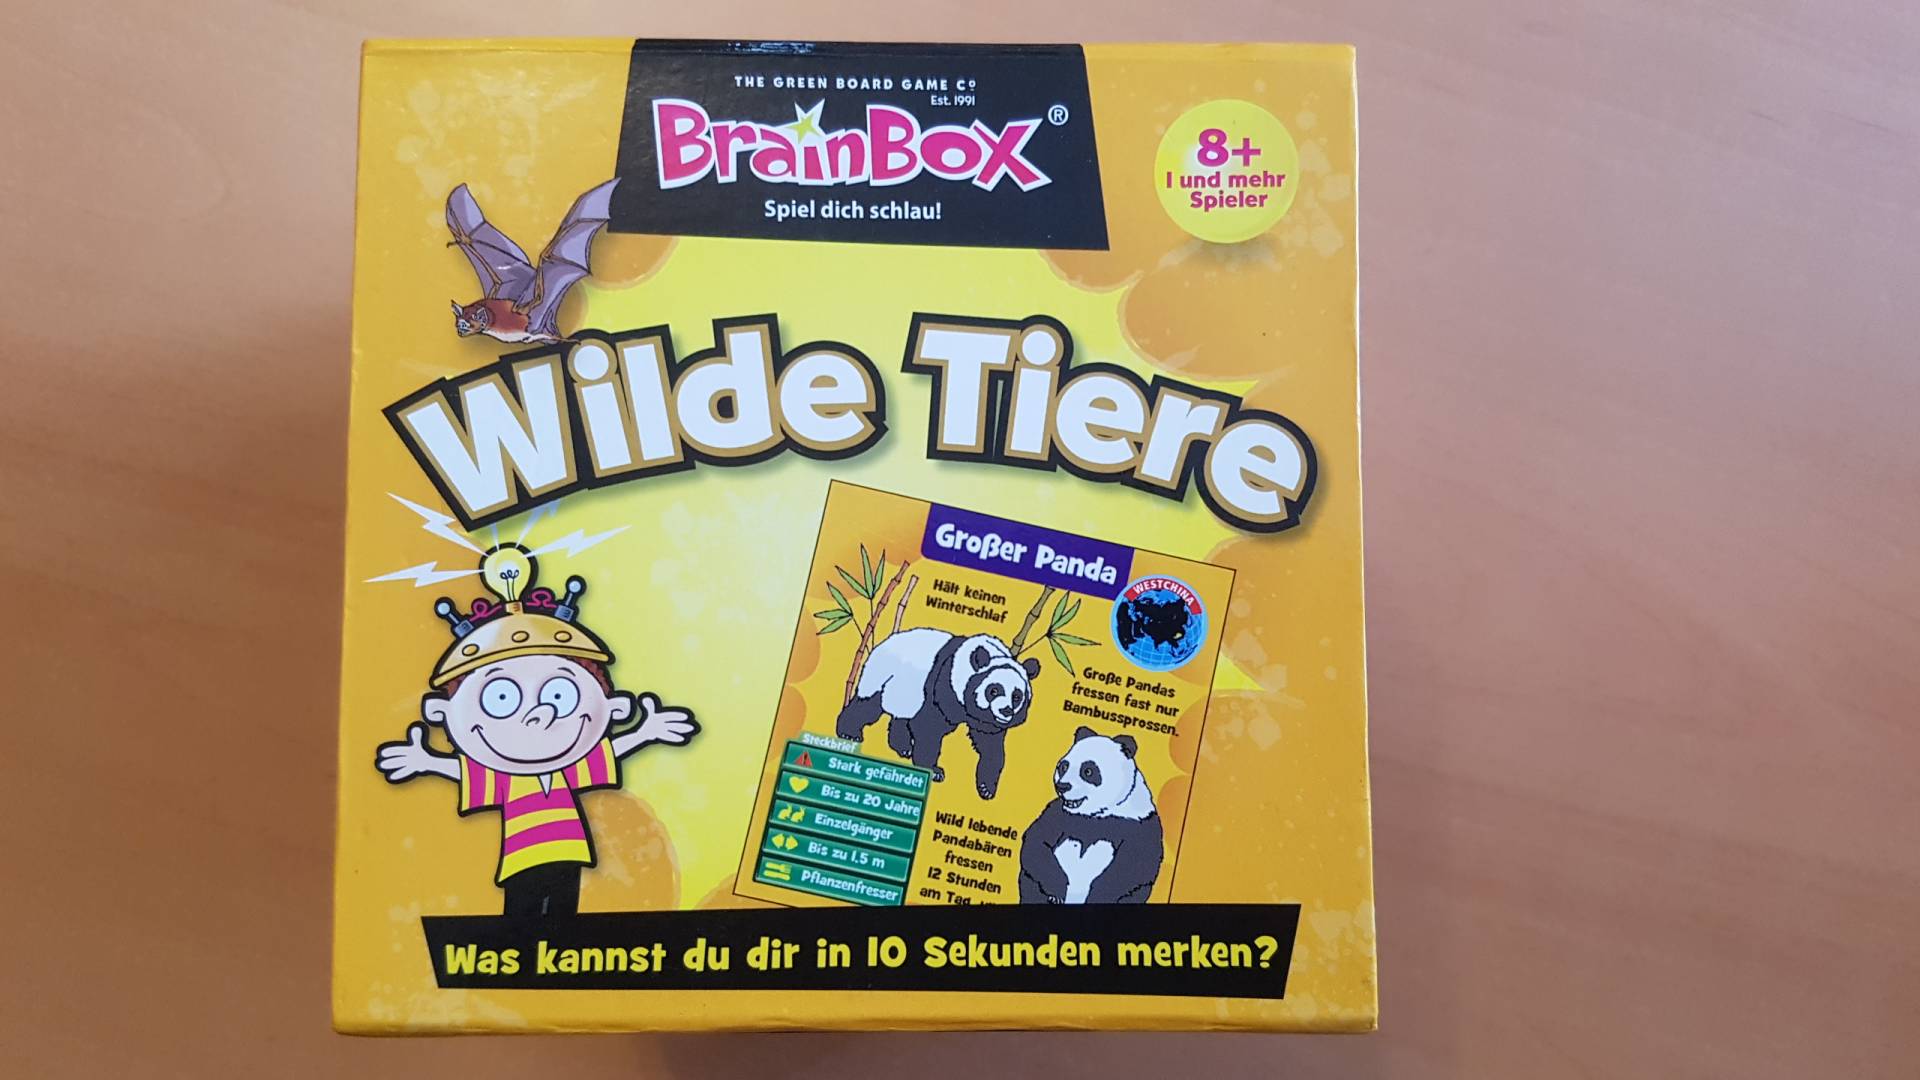 THE GREEN BOARD GAME Cº
Est. 1991
BrainBox®
Spiel dich schlau!
8+
1 und mehr
Spieler
Wilde Tiere
Großer Panda
WESTCHINA
Hält keinen
Winterschlaf
Große Pandas
fressen fast nur
Bambussprossen.
Steckbrief
Stark gefährdet
Bis zu 20 Jahre
Einzelgänger
Bis zu 1.5 m
Pflanzenfresser
Wild lebende
Pandabären
fressen
12 Stunden
am Tag
Was kannst du dir in 10 Sekunden merken?